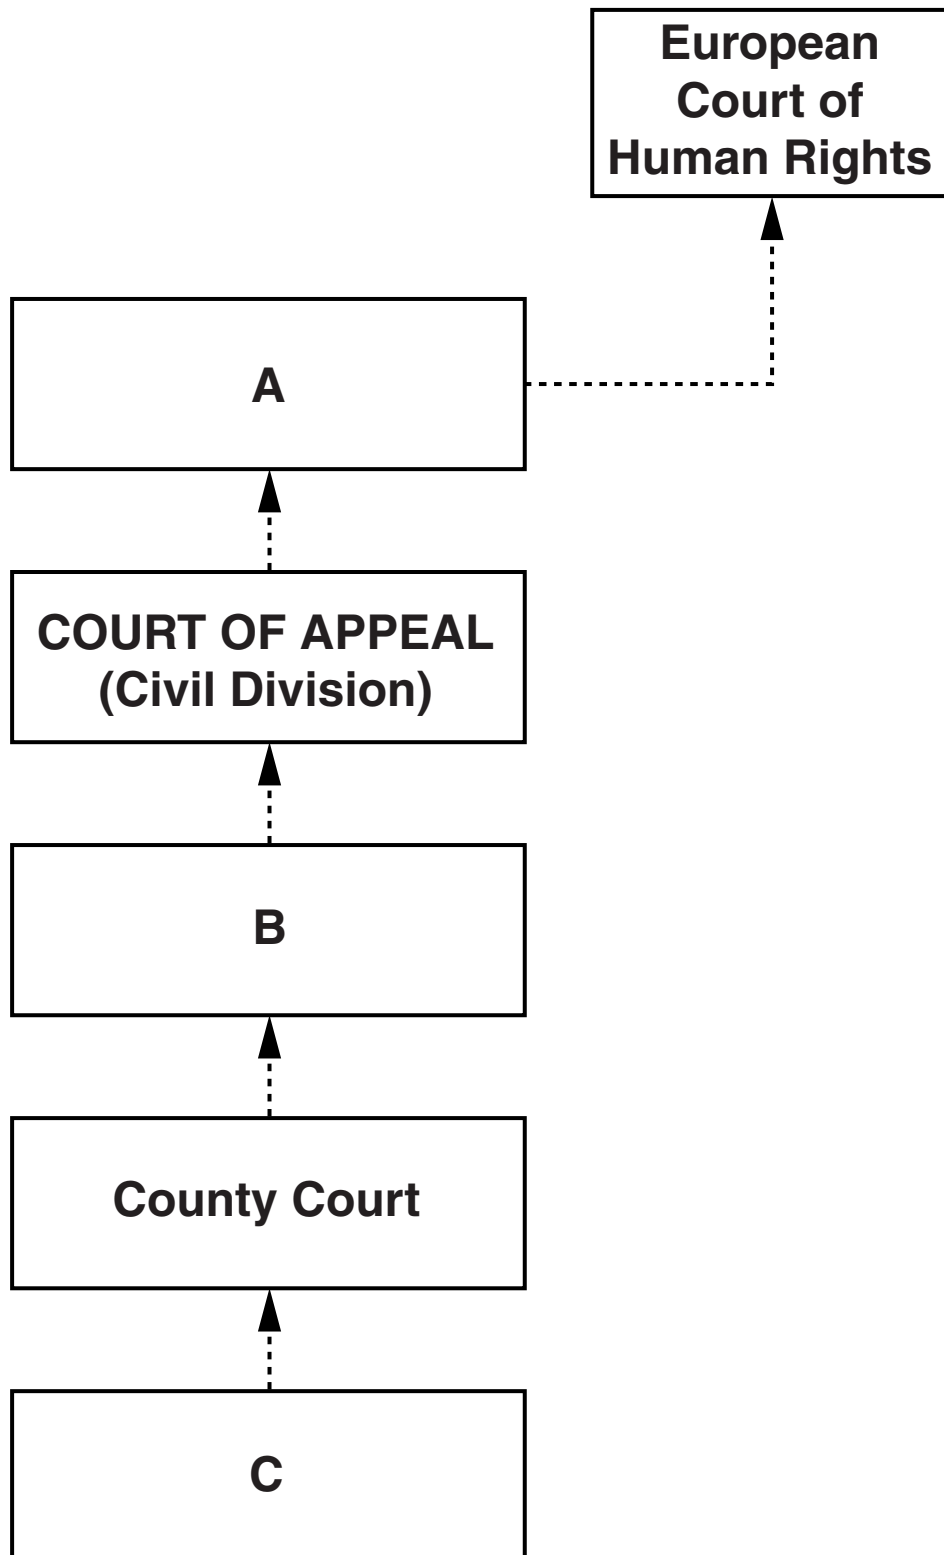 European
Court of
Human Rights
A
COURT OF APPEAL
(Civil Division)
B
County Court
C